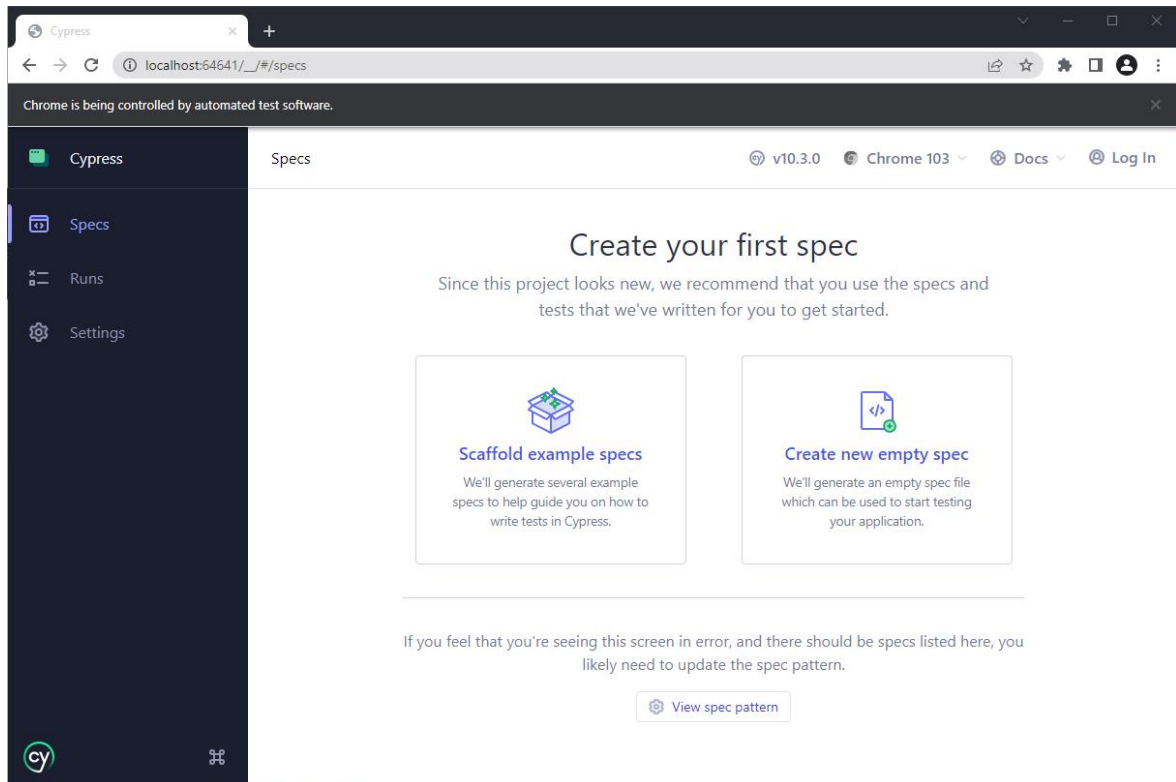 Cypress
localhost:64641/__/#/specs
Chrome is being controlled by automated test software.
Cypress
Specs
v10.3.0
Chrome 103
Docs
Log In
Specs
Runs
Settings
Create your first spec
Since this project looks new, we recommend that you use the specs and
tests that we've written for you to get started.
Scaffold example specs
We'll generate several example
specs to help guide you on how to
write tests in Cypress.
Create new empty spec
We'll generate an empty spec file
which can be used to start testing
your application.
If you feel that you're seeing this screen in error, and there should be specs listed here, you
likely need to update the spec pattern.
View spec pattern
cy